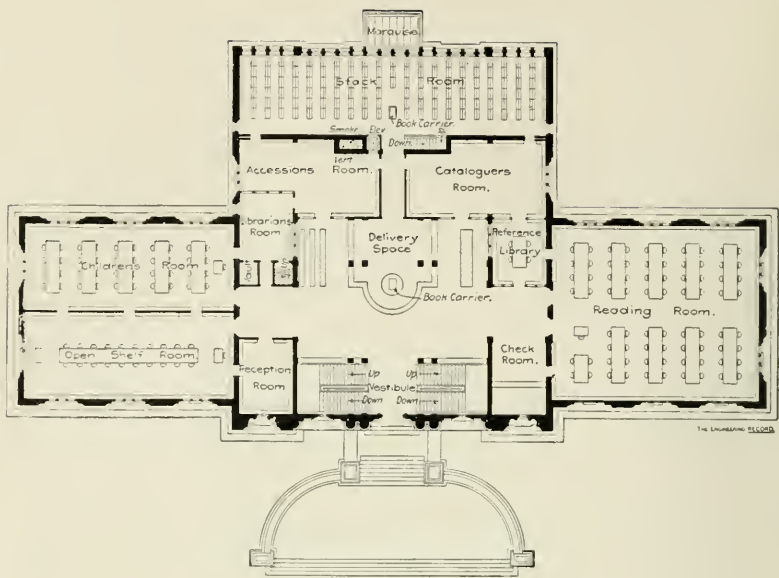 Marquise
Stack Room
Book Carrier.
Smoke Elev.
Down
Vent
Accessions Room.
Cataloguers
Room.
Librarians
Room
Delivery
Space
Reference
Library
Childrens Room
Vault
Book Carrier.
Reading Room.
Open Shelf Room.
Reception
Room
Check
Room.
Up Up
Vestibule
Down Down
THE ENGINEERING RECORD.